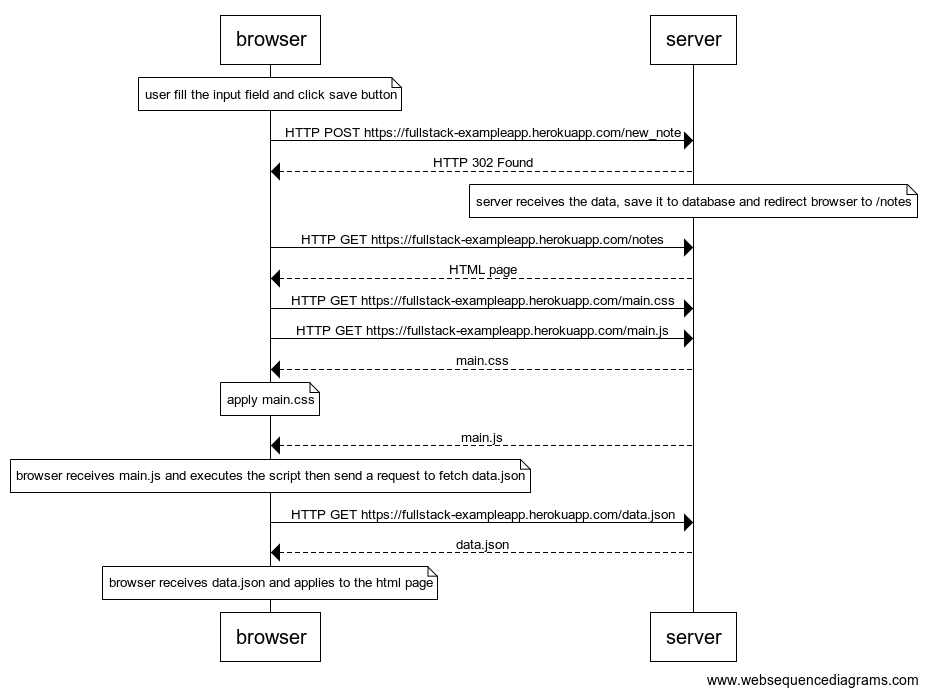 browser
server
user fill the input field and click save button
HTTP POST https://fullstack-exampleapp.herokuapp.com/new_note
HTTP 302 Found
server receives the data, save it to database and redirect browser to /notes
HTTP GET https://fullstack-exampleapp.herokuapp.com/notes
HTML page
HTTP GET https://fullstack-exampleapp.herokuapp.com/main.css
HTTP GET https://fullstack-exampleapp.herokuapp.com/main.js
main.css
apply main.css
main.js
browser receives main.js and executes the script then send a request to fetch data.json
HTTP GET https://fullstack-exampleapp.herokuapp.com/data.json
data.json
browser receives data.json and applies to the html page
browser
server
www.websequencediagrams.com